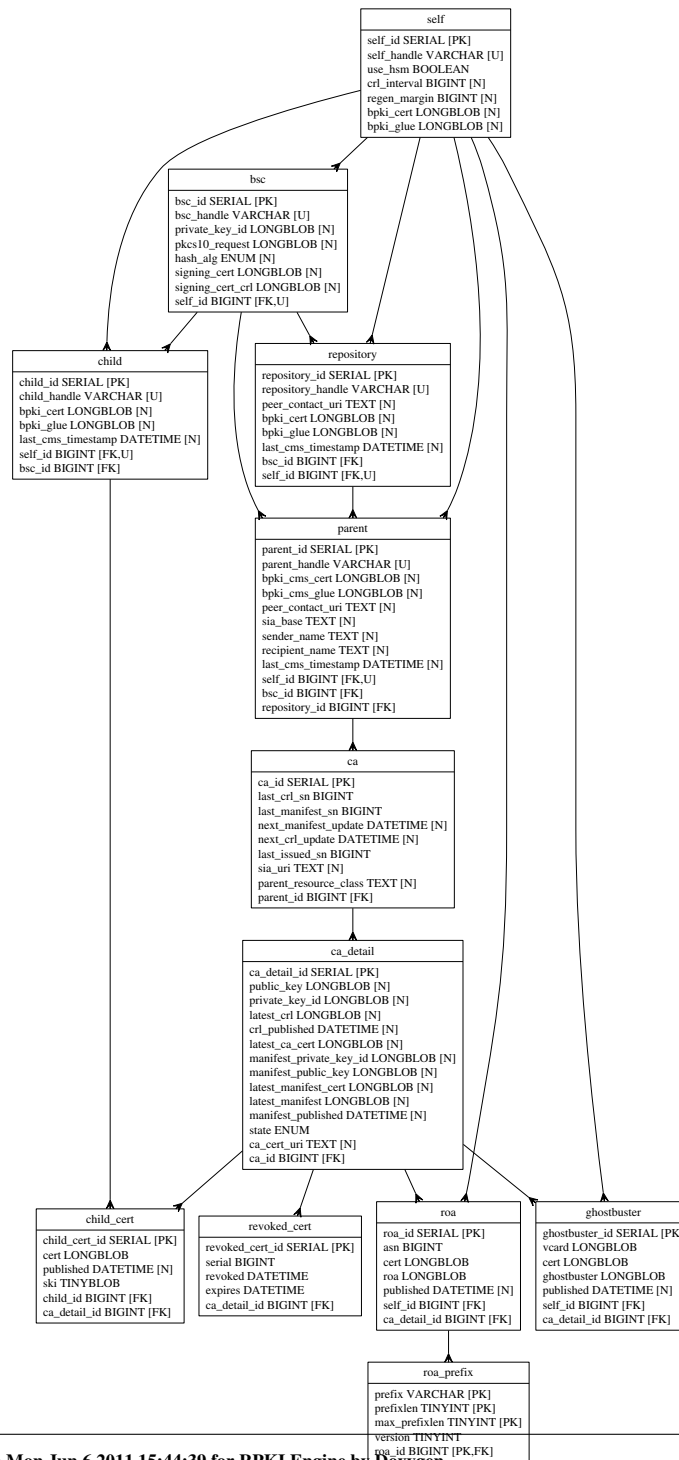 self
self_id SERIAL [PK]
self_handle VARCHAR [U]
use_hsm BOOLEAN
crl_interval BIGINT [N]
regen_margin BIGINT [N]
bpki_cert LONGBLOB [N]
bpki_glue LONGBLOB [N]
bsc
bsc_id SERIAL [PK]
bsc_handle VARCHAR [U]
private_key_id LONGBLOB [N]
pkcs10_request LONGBLOB [N]
hash_alg ENUM [N]
signing_cert LONGBLOB [N]
signing_cert_crl LONGBLOB [N]
self_id BIGINT [FK,U]
child
child_id SERIAL [PK]
child_handle VARCHAR [U]
bpki_cert LONGBLOB [N]
bpki_glue LONGBLOB [N]
last_cms_timestamp DATETIME [N]
self_id BIGINT [FK,U]
bsc_id BIGINT [FK]
repository
repository_id SERIAL [PK]
repository_handle VARCHAR [U]
peer_contact_uri TEXT [N]
bpki_cert LONGBLOB [N]
bpki_glue LONGBLOB [N]
last_cms_timestamp DATETIME [N]
bsc_id BIGINT [FK]
self_id BIGINT [FK,U]
parent
parent_id SERIAL [PK]
parent_handle VARCHAR [U]
bpki_cms_cert LONGBLOB [N]
bpki_cms_glue LONGBLOB [N]
peer_contact_uri TEXT [N]
sia_base TEXT [N]
sender_name TEXT [N]
recipient_name TEXT [N]
last_cms_timestamp DATETIME [N]
self_id BIGINT [FK,U]
bsc_id BIGINT [FK]
repository_id BIGINT [FK]
ca
ca_id SERIAL [PK]
last_crl_sn BIGINT
last_manifest_sn BIGINT
next_manifest_update DATETIME [N]
next_crl_update DATETIME [N]
last_issued_sn BIGINT
sia_uri TEXT [N]
parent_resource_class TEXT [N]
parent_id BIGINT [FK]
ca_detail
ca_detail_id SERIAL [PK]
public_key LONGBLOB [N]
private_key_id LONGBLOB [N]
latest_crl LONGBLOB [N]
crl_published DATETIME [N]
latest_ca_cert LONGBLOB [N]
manifest_private_key_id LONGBLOB [N]
manifest_public_key LONGBLOB [N]
latest_manifest_cert LONGBLOB [N]
latest_manifest LONGBLOB [N]
manifest_published DATETIME [N]
state ENUM
ca_cert_uri TEXT [N]
ca_id BIGINT [FK]
child_cert
child_cert_id SERIAL [PK]
cert LONGBLOB
published DATETIME [N]
ski TINYBLOB
child_id BIGINT [FK]
ca_detail_id BIGINT [FK]
revoked_cert
revoked_cert_id SERIAL [PK]
serial BIGINT
revoked DATETIME
expires DATETIME
ca_detail_id BIGINT [FK]
roa
roa_id SERIAL [PK]
asn BIGINT
cert LONGBLOB
roa LONGBLOB
published DATETIME [N]
self_id BIGINT [FK]
ca_detail_id BIGINT [FK]
ghostbuster
ghostbuster_id SERIAL [PK
vcard LONGBLOB
cert LONGBLOB
ghostbuster LONGBLOB
published DATETIME [N]
self_id BIGINT [FK]
ca_detail_id BIGINT [FK]
roa_prefix
prefix VARCHAR [PK]
prefixlen TINYINT [PK]
max_prefixlen TINYINT [PK]
version TINYINT
roa_id BIGINT [PK,FK]
Mon Jun 6 2011 15:44:39 for RPKI Engine by Doxygen